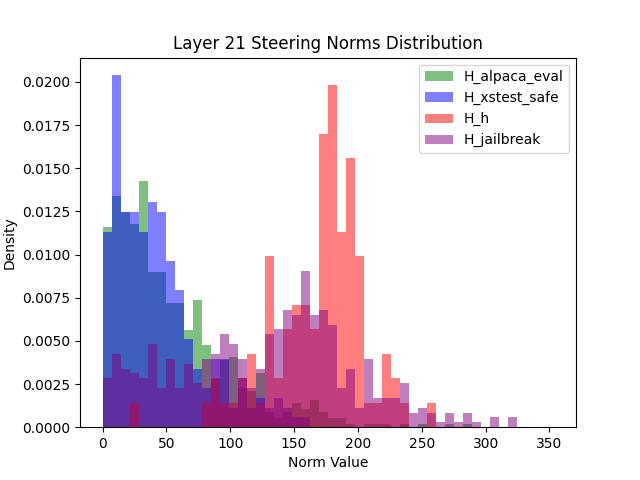 Layer 21 Steering Norms Distribution
H_alpaca_eval
H_xstest_safe
H_h
H_jailbreak
Density
0.0200
0.0175
0.0150
0.0125
0.0100
0.0075
0.0050
0.0025
0.0000
0 50 100 150 200 250 300 350
Norm Value